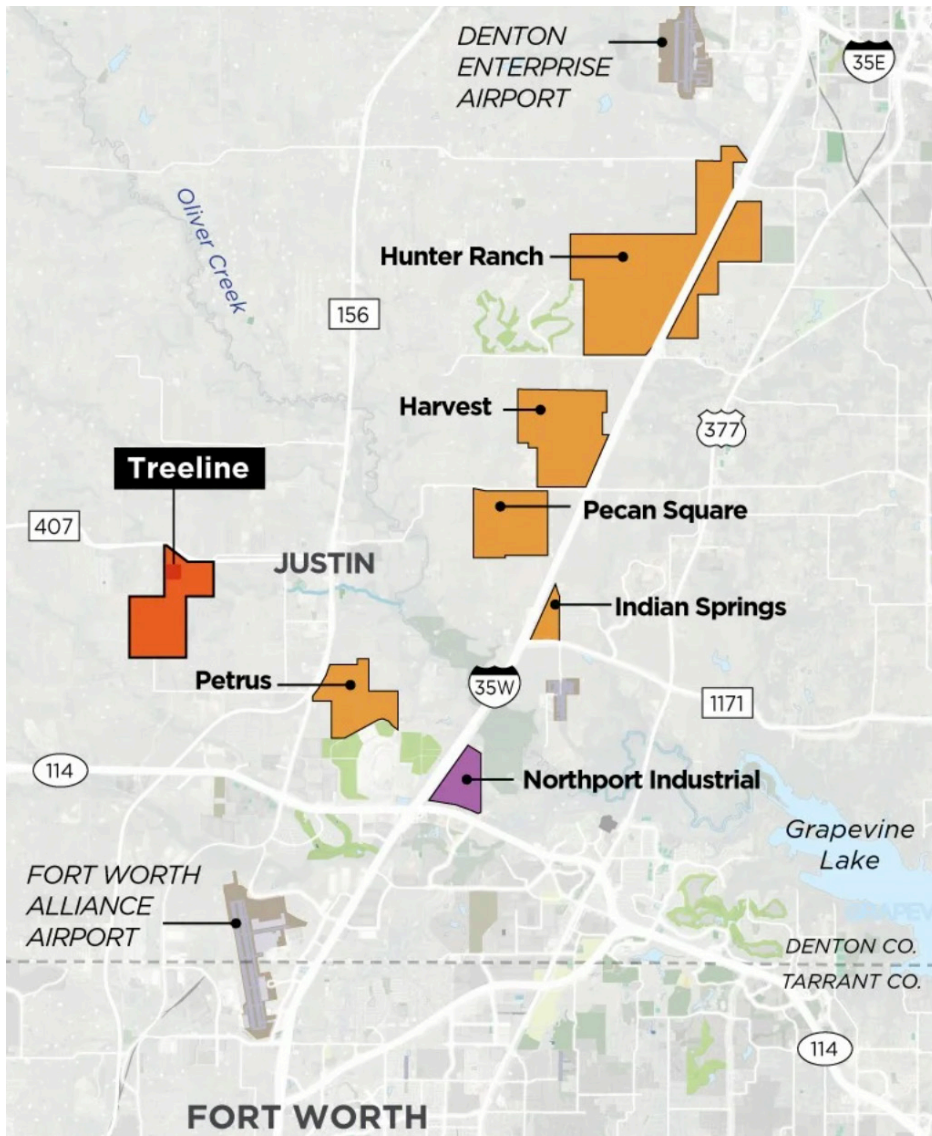 DENTON
ENTERPRISE
AIRPORT
35E
Oliver Creek
Hunter Ranch
156
Harvest
377
Treeline
407
Pecan Square
JUSTIN
Indian Springs
Petrus
35W
1171
114
Northport Industrial
Grapevine
Lake
FORT WORTH
ALLIANCE
AIRPORT
DENTON CO.
TARRANT CO.
114
FORT WORTH